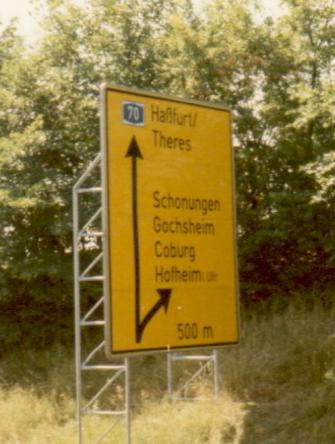 70 Haßfurt/
Theres
Schonungen
Gochsheim
Coburg
Hofheim i. Ufr.
500 m